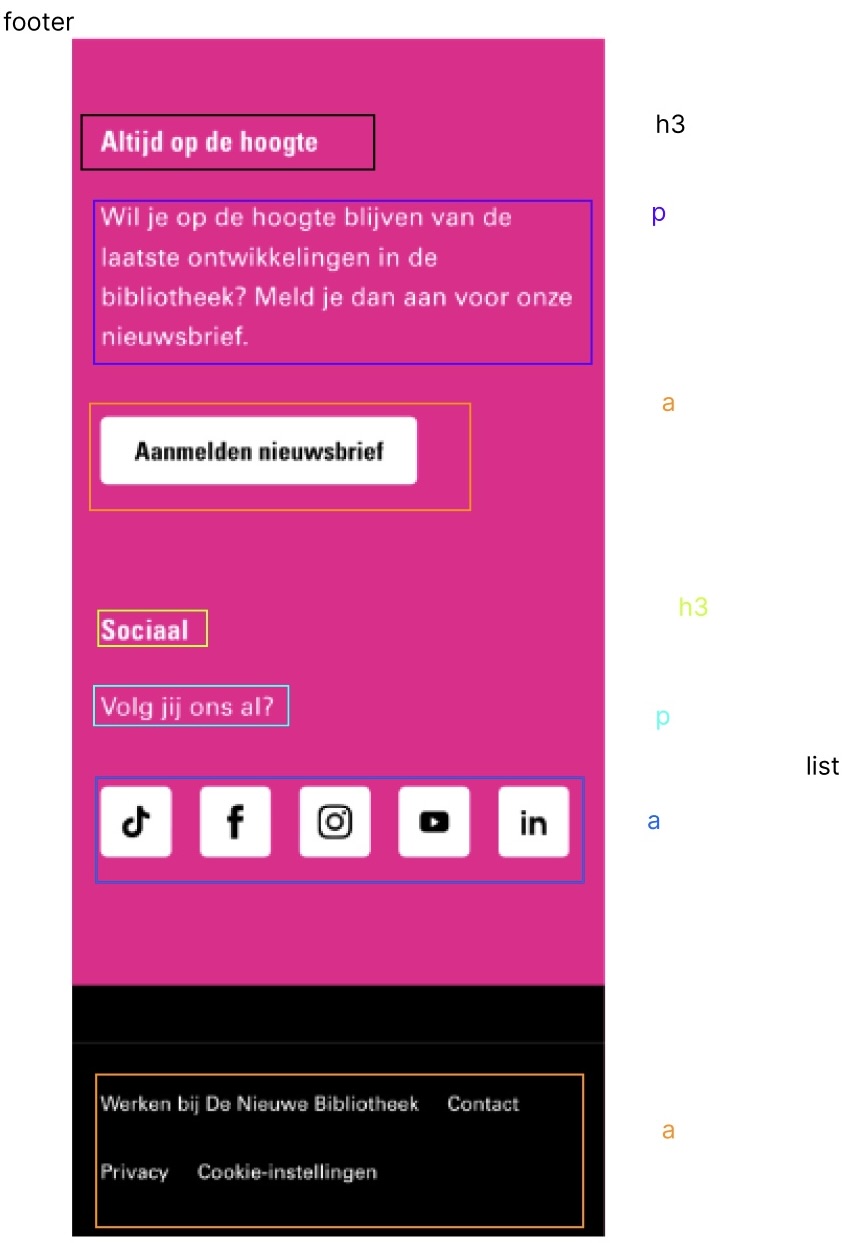 footer
Altijd op de hoogte
h3
Wil je op de hoogte blijven van de
laatste ontwikkelingen in de
bibliotheek? Meld je dan aan voor onze
nieuwsbrief.
p
a
Aanmelden nieuwsbrief
Sociaal
h3
Volg jij ons al?
p
list
in
a
Werken bij De Nieuwe Bibliotheek Contact
a
Privacy Cookie-instellingen